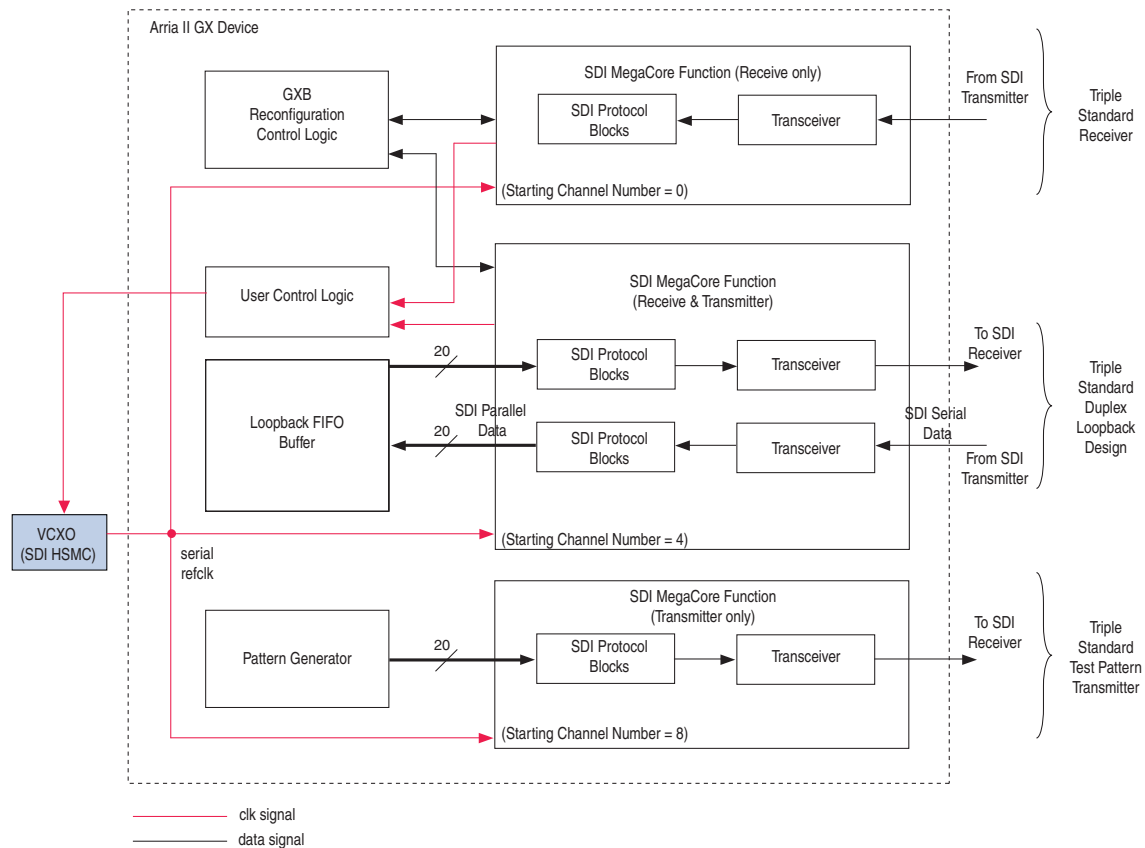 Arria II GX Device
GXB
Reconfiguration
Control Logic
SDI MegaCore Function (Receive only)
SDI Protocol
Blocks
Transceiver
(Starting Channel Number = 0)
From SDI
Transmitter
Triple
Standard
Receiver
User Control Logic
SDI MegaCore Function
(Receive & Transmitter)
20
SDI Protocol
Blocks
Transceiver
To SDI
Receiver
Loopback FIFO
Buffer
SDI Parallel
Data
20
SDI Protocol
Blocks
Transceiver
SDI Serial
Data
From SDI
Transmitter
Triple
Standard
Duplex
Loopback
Design
(Starting Channel Number = 4)
VCXO
(SDI HSMC)
serial
refclk
SDI MegaCore Function
(Transmitter only)
Pattern Generator
20
SDI Protocol
Blocks
Transceiver
To SDI
Receiver
Triple
Standard
Test Pattern
Transmitter
(Starting Channel Number = 8)
clk signal
data signal